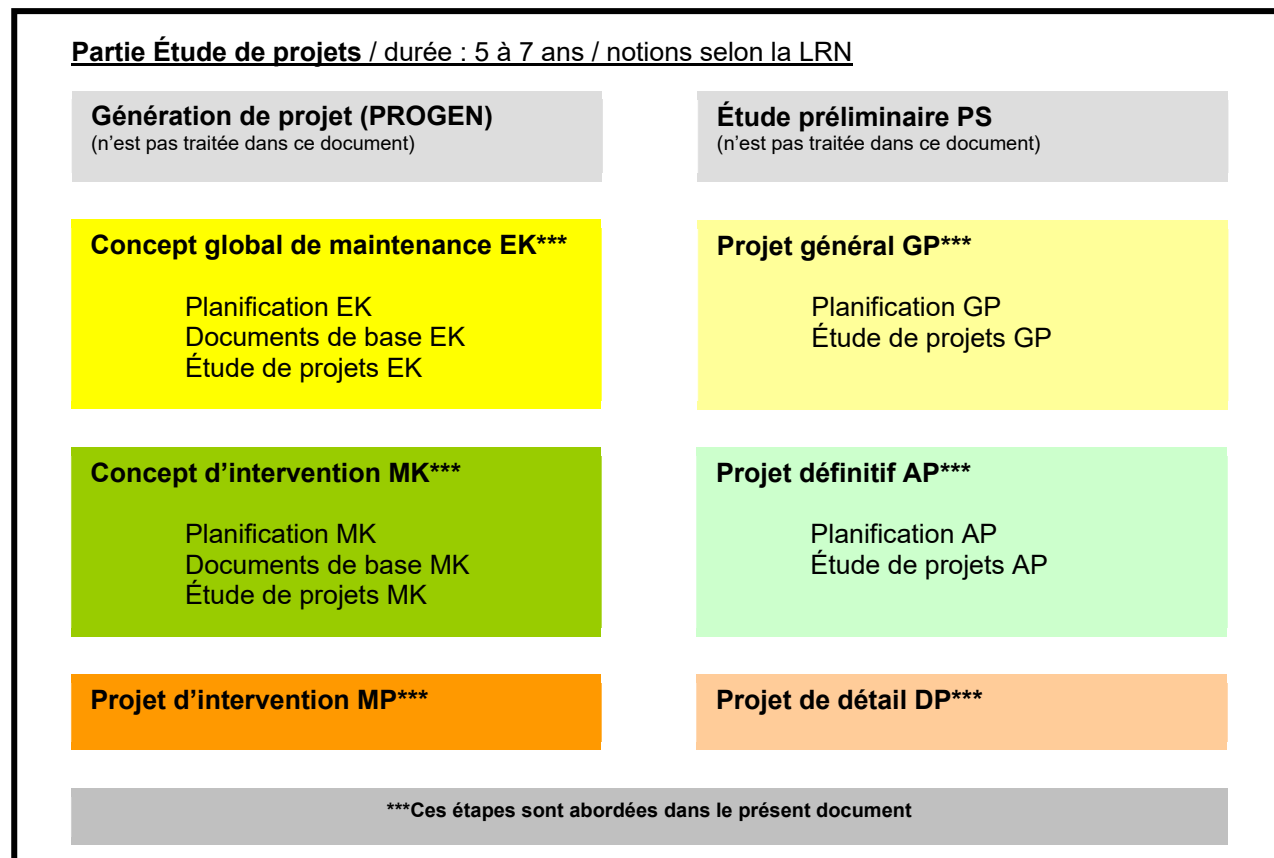 Partie Étude de projets / durée : 5 à 7 ans / notions selon la LRN
Génération de projet (PROGEN)
(n'est pas traitée dans ce document)
Étude préliminaire PS
(n'est pas traitée dans ce document)
Concept global de maintenance EK***
Planification EK
Documents de base EK
Étude de projets EK
Projet général GP***
Planification GP
Étude de projets GP
Concept d'intervention MK***
Planification MK
Documents de base MK
Étude de projets MK
Projet définitif AP***
Planification AP
Étude de projets AP
Projet d'intervention MP***
Projet de détail DP***
***Ces étapes sont abordées dans le présent document